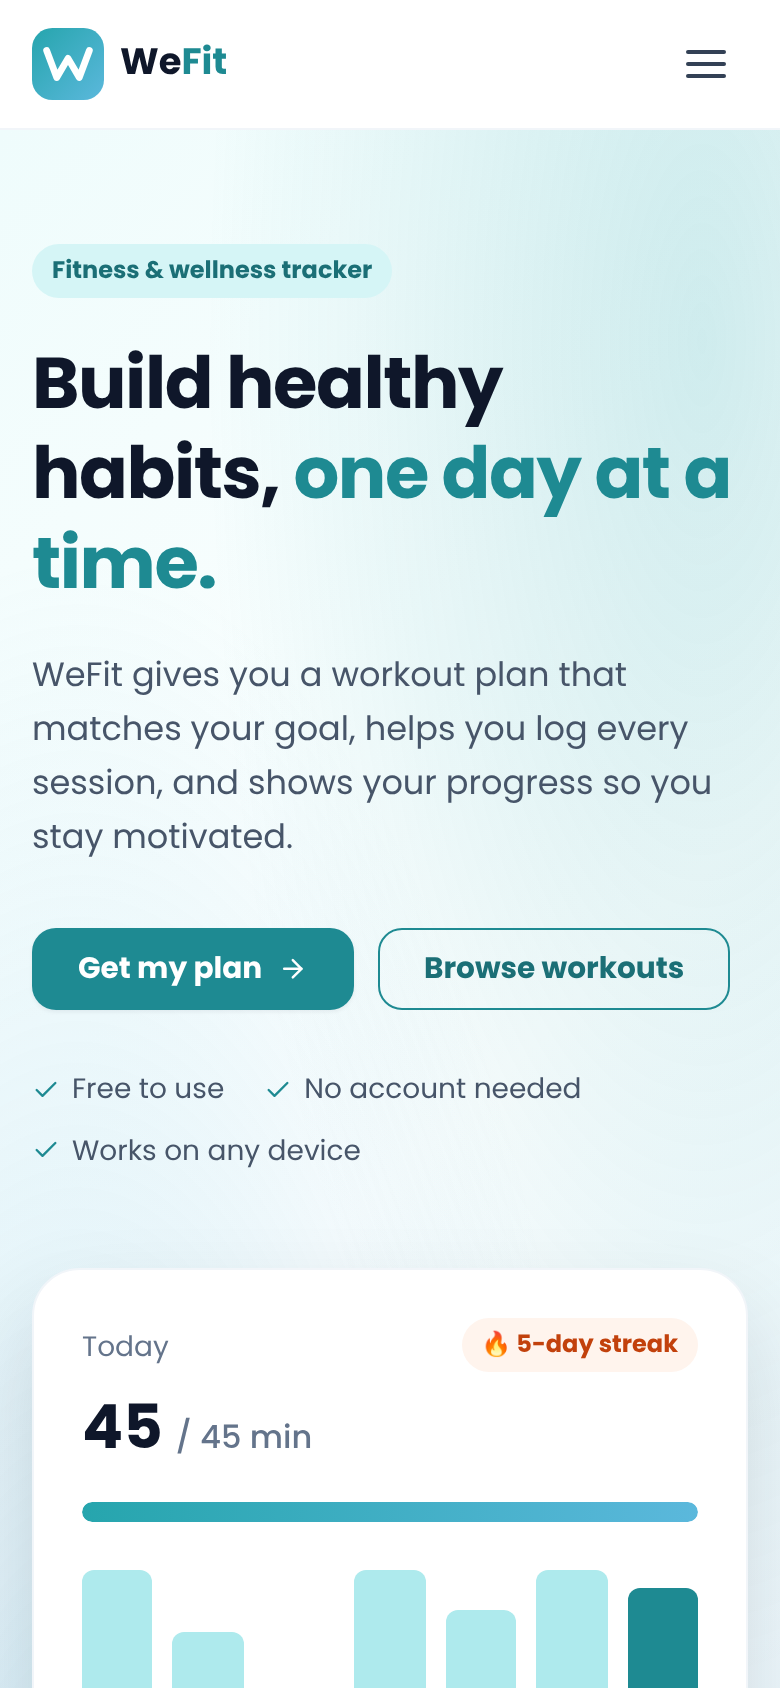 WeFit
Fitness & wellness tracker
Build healthy
habits, one day at a
time.
WeFit gives you a workout plan that
matches your goal, helps you log every
session, and shows your progress so you
stay motivated.
Get my plan →
Browse workouts
✓ Free to use ✓ No account needed
✓ Works on any device
Today
🔥 5-day streak
45 / 45 min